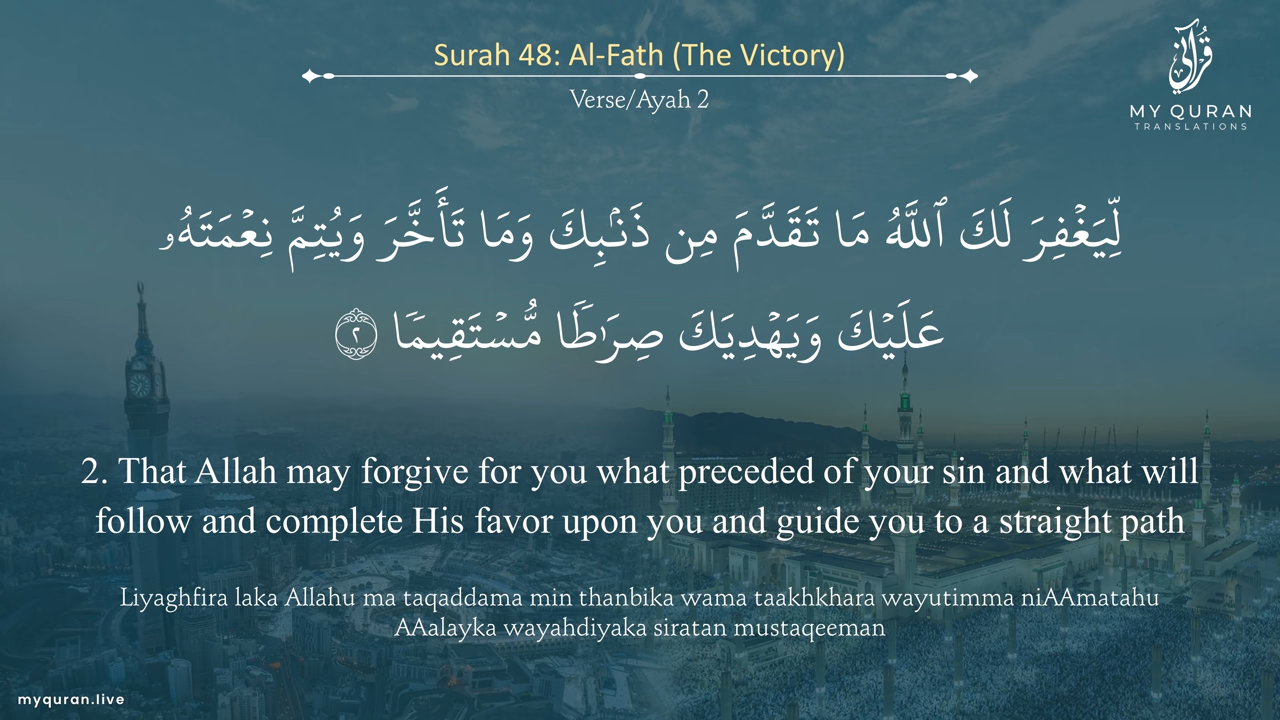 Surah 48: Al-Fath (The Victory)
Verse/Ayah 2
قُرْآنِي
MY QURAN
TRANSLATIONS
لِّيَغْفِرَ لَكَ ٱللَّهُ مَا تَقَدَّمَ مِن ذَنۢبِكَ وَمَا تَأَخَّرَ وَيُتِمَّ نِعْمَتَهُۥ
عَلَيْكَ وَيَهْدِيَكَ صِرَٰطًا مُّسْتَقِيمًا ٢
2. That Allah may forgive for you what preceded of your sin and what will
follow and complete His favor upon you and guide you to a straight path
Liyaghfira laka Allahu ma taqaddama min thanbika wama taakhkhara wayutimma niAAmatahu
AAalayka wayahdiyaka siratan mustaqeeman
myquran.live